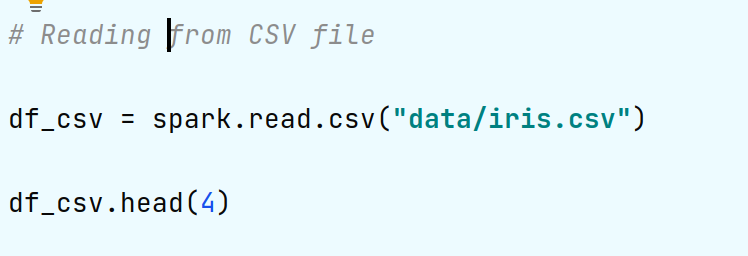 # Reading from CSV file
df_csv = spark.read.csv("data/iris.csv")
df_csv.head(4)